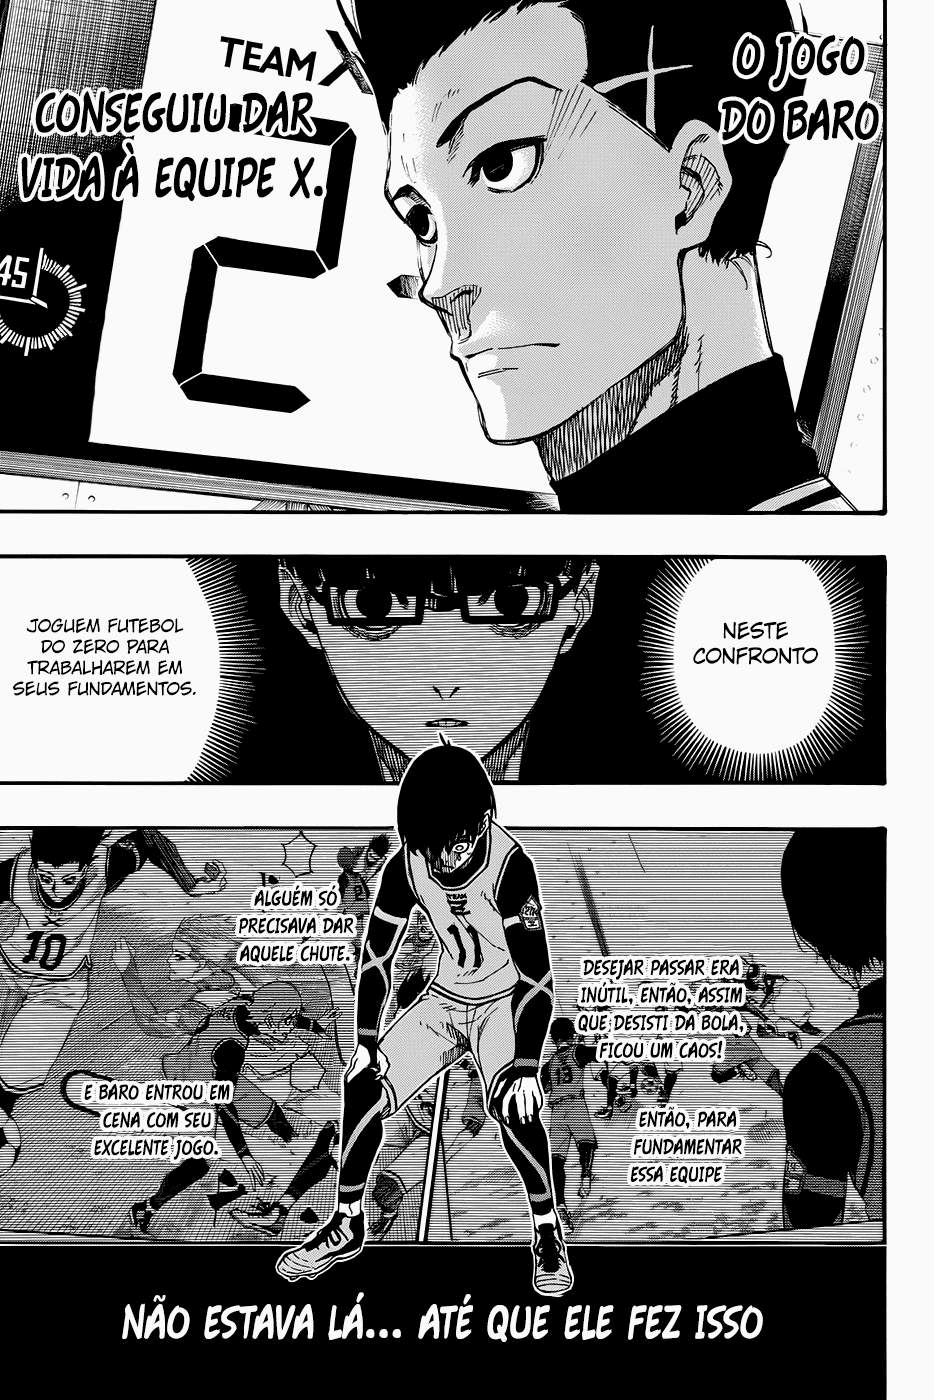 O JOGO
DO BARO
TEAM X
CONSEGUIU DAR
VIDA À EQUIPE X.
2
45
NESTE
CONFRONTO
JOGUEM FUTEBOL
DO ZERO PARA
TRABALHAREM EM
SEUS FUNDAMENTOS.
DESEJAR PASSAR ERA
INÚTIL, ENTÃO, ASSIM
QUE DESISTI DA BOLA,
FICOU UM CAOS!
ENTÃO, PARA
FUNDAMENTAR
ESSA EQUIPE
ALGUÉM SÓ
PRECISAVA DAR
AQUELE CHUTE.
E BARO ENTROU EM
CENA COM SEU
EXCELENTE JOGO.
X
10
TEAM
Z
11
13
NÃO ESTAVA LÁ... ATÉ QUE ELE FEZ ISSO